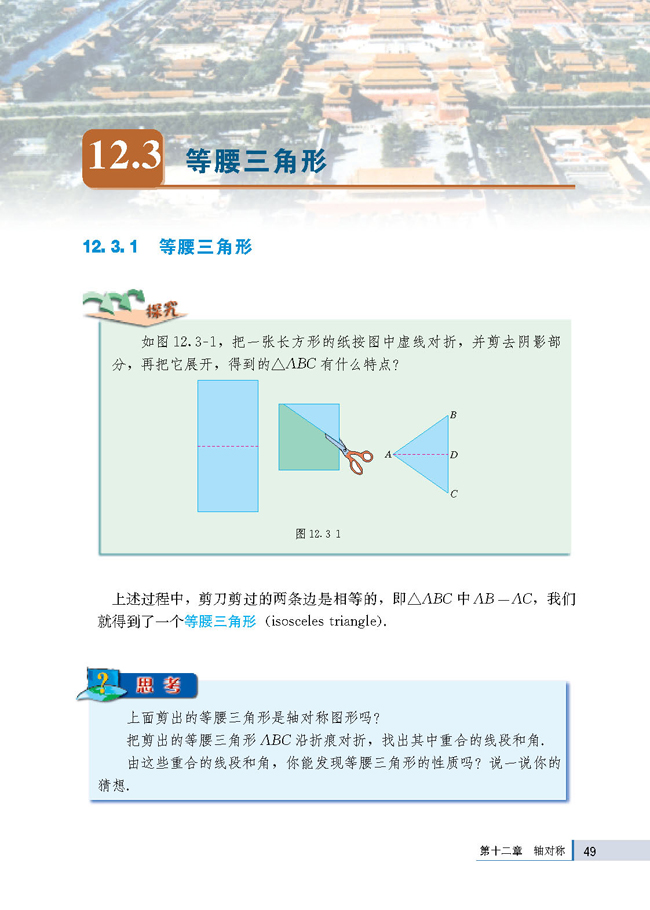 12.3 等腰三角形
12.3.1 等腰三角形
探究
如图 12.3-1，把一张长方形的纸按图中虚线对折，并剪去阴影部
分，再把它展开，得到的△ABC 有什么特点？
B
A
D
C
图 12.3 1
上述过程中，剪刀剪过的两条边是相等的，即△ABC 中 AB＝AC，我们
就得到了一个等腰三角形（isosceles triangle）.
?
思考
上面剪出的等腰三角形是轴对称图形吗？
把剪出的等腰三角形 ABC 沿折痕对折，找出其中重合的线段和角.
由这些重合的线段和角，你能发现等腰三角形的性质吗？说一说你的
猜想.
第十二章 轴对称 49